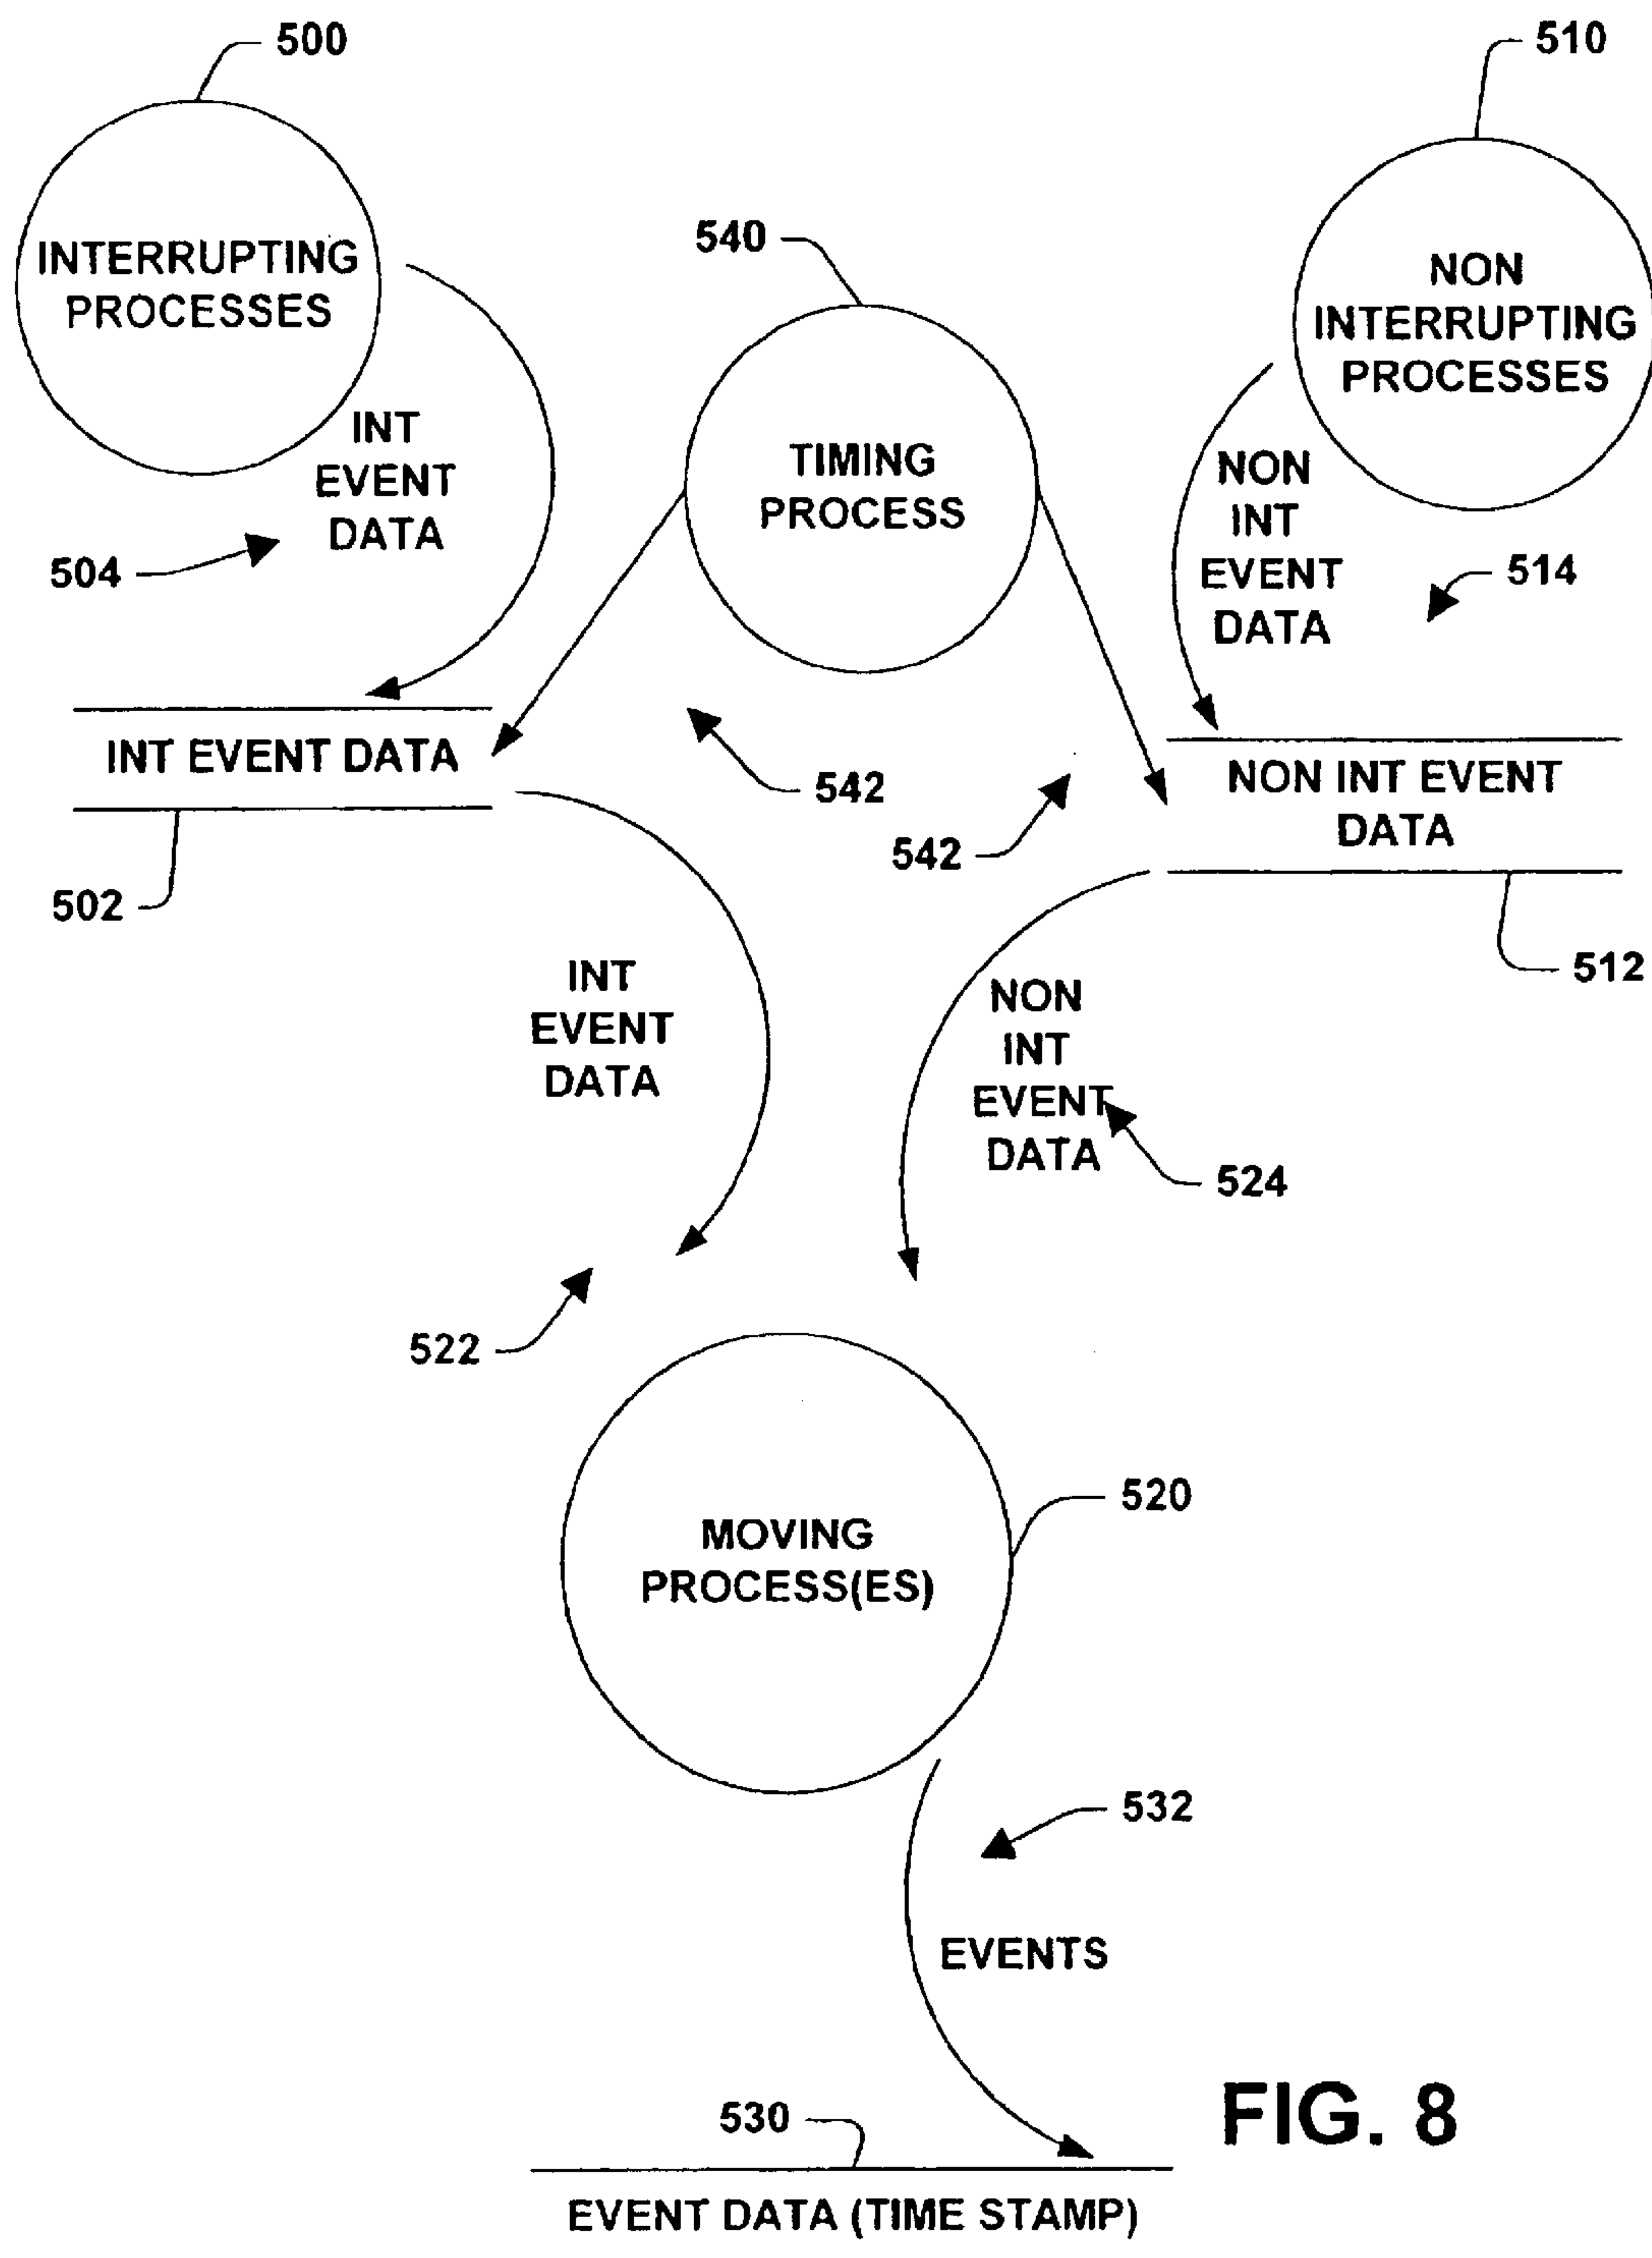 500
510
INTERRUPTING
PROCESSES
540
NON
INTERRUPTING
PROCESSES
INT
EVENT
DATA
504
TIMING
PROCESS
NON
INT
EVENT
DATA
514
INT EVENT DATA
542
NON INT EVENT
DATA
542
502
512
INT
EVENT
DATA
NON
INT
EVENT
DATA
524
522
MOVING
PROCESS(ES)
520
532
EVENTS
530
FIG. 8
EVENT DATA (TIME STAMP)